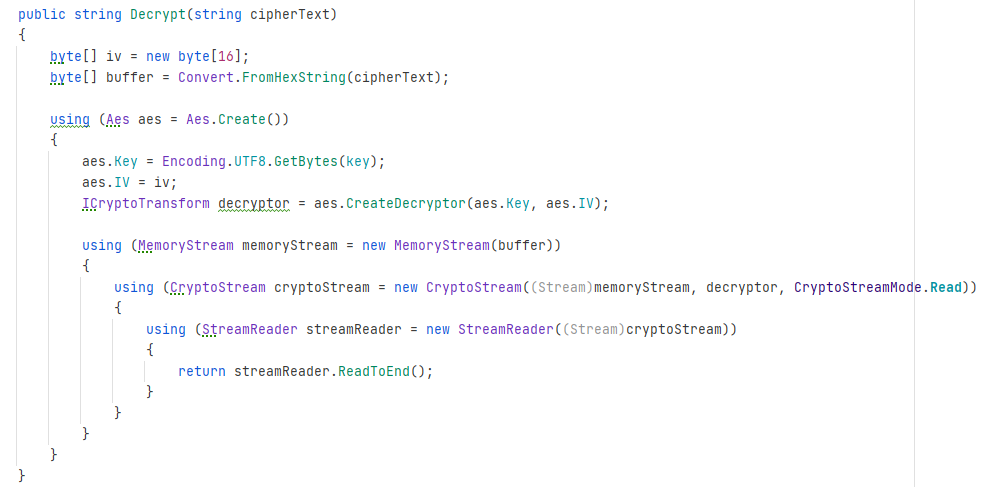 public string Decrypt(string cipherText)
{
    byte[] iv = new byte[16];
    byte[] buffer = Convert.FromHexString(cipherText);

    using (Aes aes = Aes.Create())
    {
        aes.Key = Encoding.UTF8.GetBytes(key);
        aes.IV = iv;
        ICryptoTransform decryptor = aes.CreateDecryptor(aes.Key, aes.IV);

        using (MemoryStream memoryStream = new MemoryStream(buffer))
        {
            using (CryptoStream cryptoStream = new CryptoStream((Stream)memoryStream, decryptor, CryptoStreamMode.Read))
            {
                using (StreamReader streamReader = new StreamReader((Stream)cryptoStream))
                {
                    return streamReader.ReadToEnd();
                }
            }
        }
    }
}